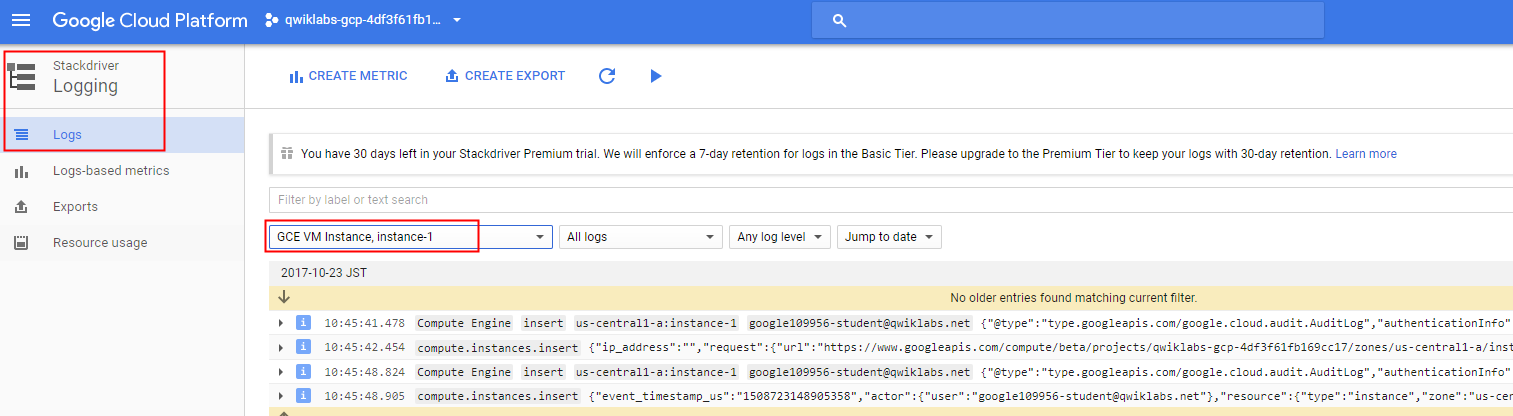 Google Cloud Platform qwiklabs-gcp-4df3f61fb1...
Stackdriver
Logging
CREATE METRIC CREATE EXPORT
Logs
Logs-based metrics
Exports
Resource usage
You have 30 days left in your Stackdriver Premium trial. We will enforce a 7-day retention for logs in the Basic Tier. Please upgrade to the Premium Tier to keep your logs with 30-day retention. Learn more
Filter by label or text search
GCE VM Instance, instance-1 All logs Any log level Jump to date
2017-10-23 JST
No older entries found matching current filter.
i 10:45:41.478 Compute Engine insert us-central1-a:instance-1 google109956-student@qwiklabs.net {"@type":"type.googleapis.com/google.cloud.audit.AuditLog","authenticationInfo"
i 10:45:42.454 compute.instances.insert {"ip_address":"","request":{"url":"https://www.googleapis.com/compute/beta/projects/qwiklabs-gcp-4df3f61fb169cc17/zones/us-central1-a/inst
i 10:45:48.824 Compute Engine insert us-central1-a:instance-1 google109956-student@qwiklabs.net {"@type":"type.googleapis.com/google.cloud.audit.AuditLog","authenticationInfo"
i 10:45:48.905 compute.instances.insert {"event_timestamp_us":"1508723148905358","actor":{"user":"google109956-student@qwiklabs.net"},"resource":{"type":"instance","zone":"us-cen